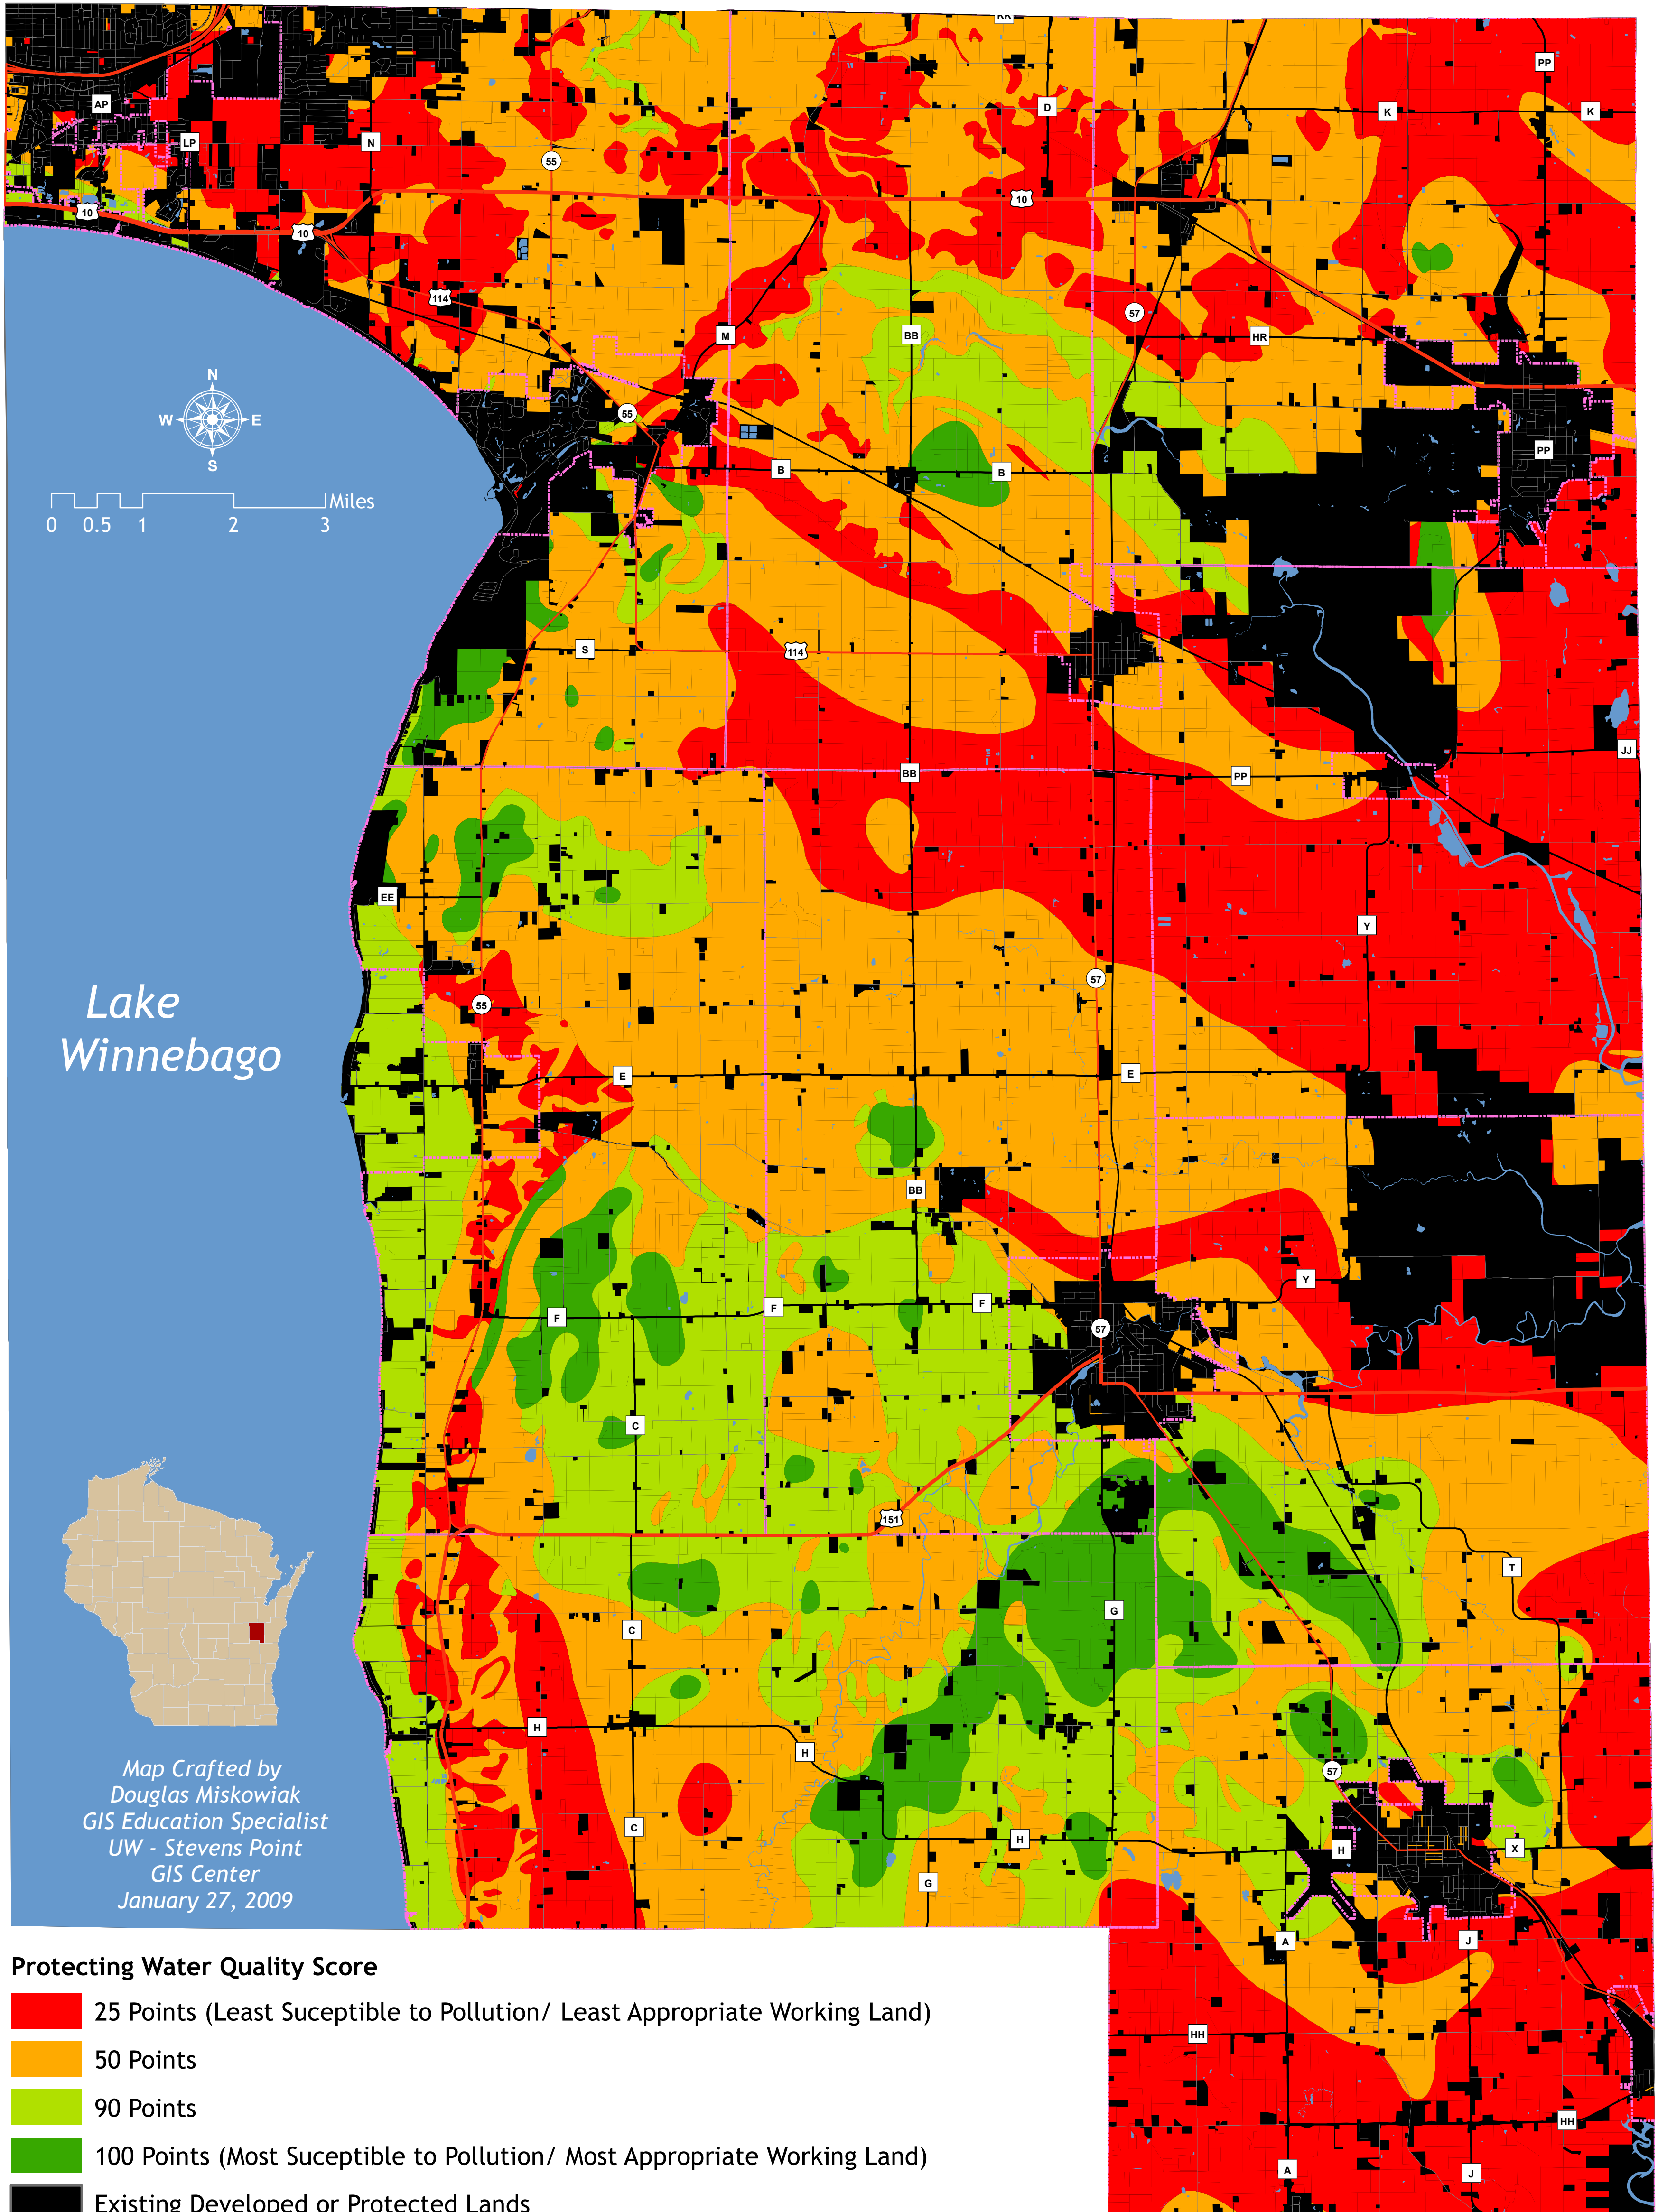 KK
PP
AP
D
K
K
LP
N
55
10
10
10
114
57
M
BB
HR
N
W E
S
55
B
B
PP
Miles
0 0.5 1 2 3
S
114
JJ
BB
PP
EE
Y
57
Lake
Winnebago
55
E
E
BB
Y
F
F
F
57
C
151
T
G
C
H
H
57
Map Crafted by
Douglas Miskowiak
GIS Education Specialist
UW - Stevens Point
GIS Center
January 27, 2009
C
H
H
X
G
A
J
Protecting Water Quality Score
25 Points (Least Suceptible to Pollution/ Least Appropriate Working Land)
HH
50 Points
90 Points
HH
100 Points (Most Suceptible to Pollution/ Most Appropriate Working Land)
A
J
Existing Developed or Protected Lands